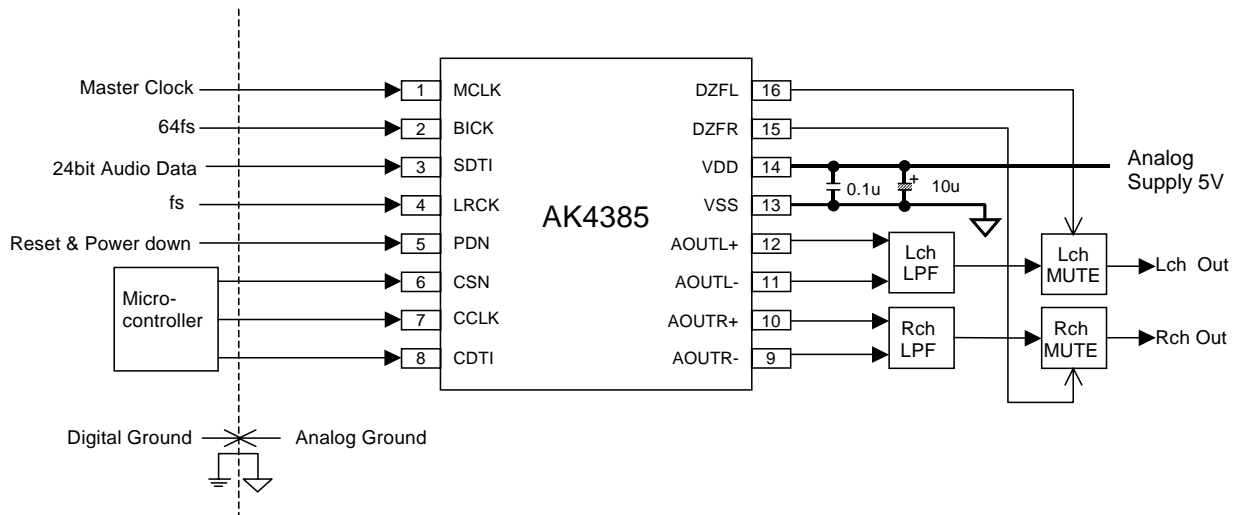 Master Clock
64fs
24bit Audio Data
fs
Reset & Power down
Micro-
controller
Digital Ground
Analog Ground
1 MCLK
2 BICK
3 SDTI
4 LRCK
5 PDN
6 CSN
7 CCLK
8 CDTI
AK4385
DZFL 16
DZFR 15
VDD 14
VSS 13
AOUTL+ 12
AOUTL- 11
AOUTR+ 10
AOUTR- 9
0.1u
+
10u
Analog
Supply 5V
Lch
LPF
Lch
MUTE
Lch Out
Rch
LPF
Rch
MUTE
Rch Out